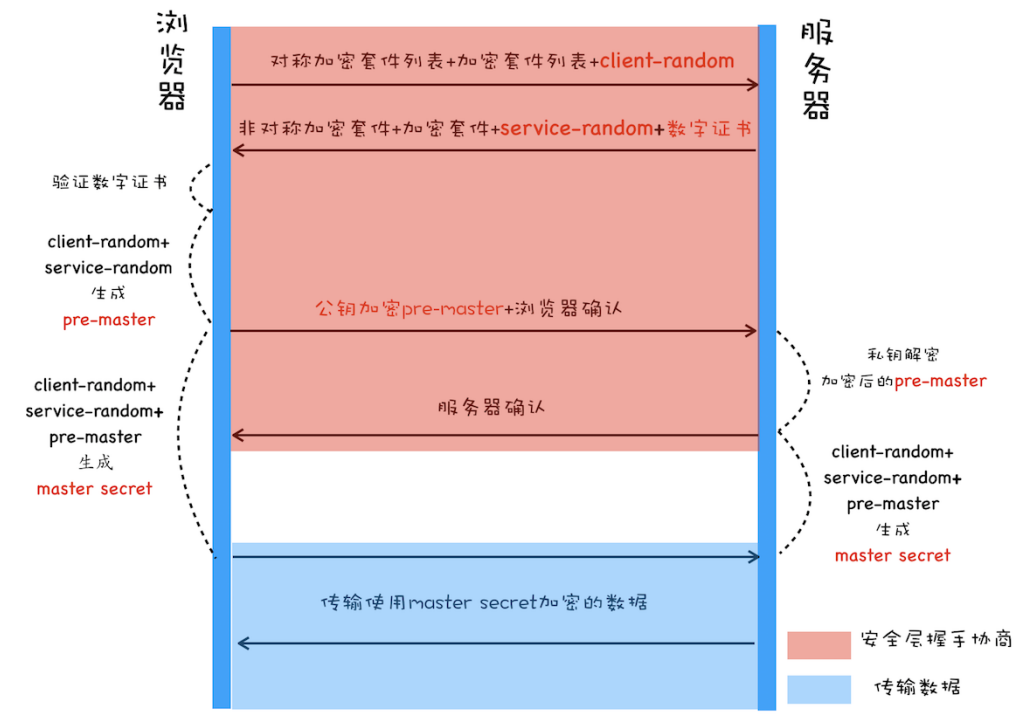 浏览器
服务器
对称加密套件列表+加密套件列表+client-random
非对称加密套件+加密套件+service-random+数字证书
验证数字证书
client-random+
service-random
生成
pre-master
公钥加密pre-master+浏览器确认
私钥解密
加密后的pre-master
client-random+
service-random+
pre-master
生成
master secret
服务器确认
client-random+
service-random+
pre-master
生成
master secret
传输使用master secret加密的数据
安全层握手协商
传输数据